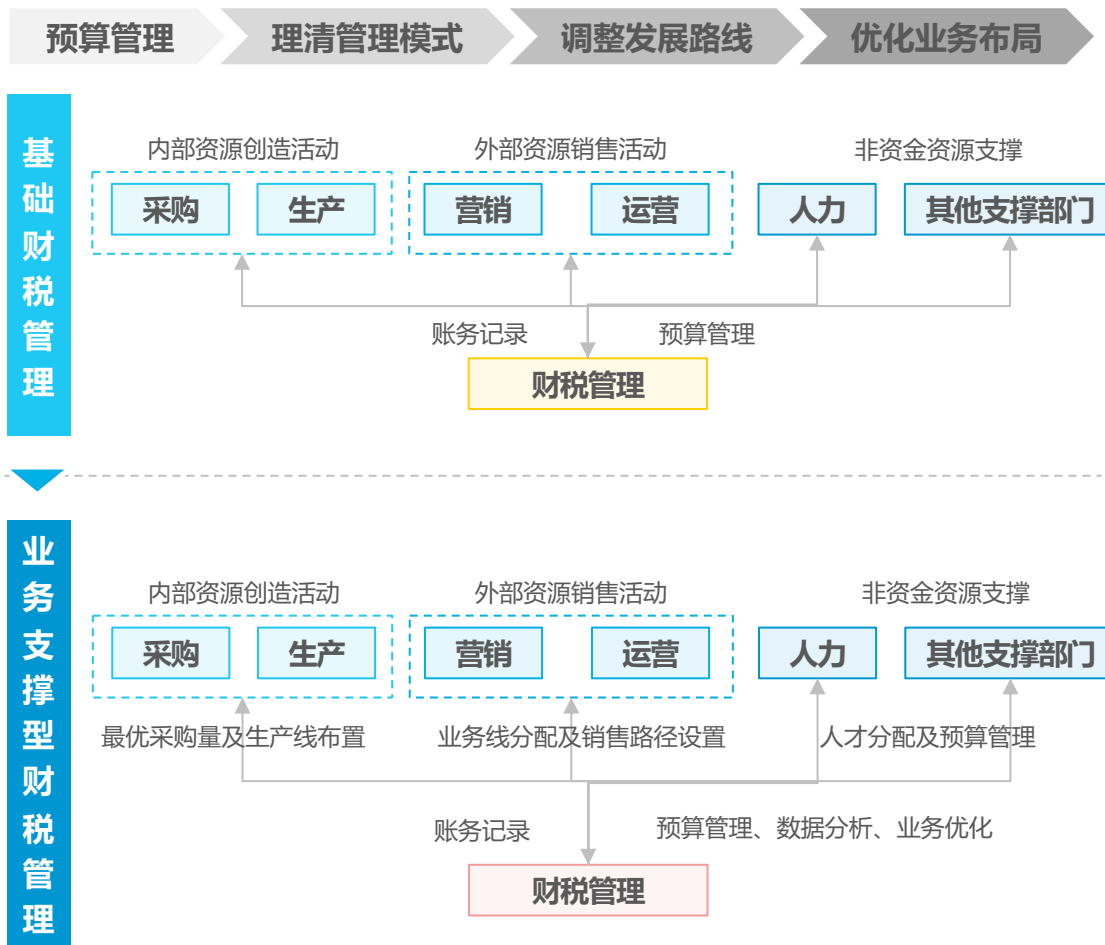 预算管理
理清管理模式
调整发展路线
优化业务布局
基础财税管理
内部资源创造活动
外部资源销售活动
非资金资源支撑
采购
生产
营销
运营
人力
其他支撑部门
账务记录
预算管理
财税管理
业务支撑型财税管理
内部资源创造活动
外部资源销售活动
非资金资源支撑
采购
生产
营销
运营
人力
其他支撑部门
最优采购量及生产线布置
业务线分配及销售路径设置
人才分配及预算管理
账务记录
预算管理、数据分析、业务优化
财税管理